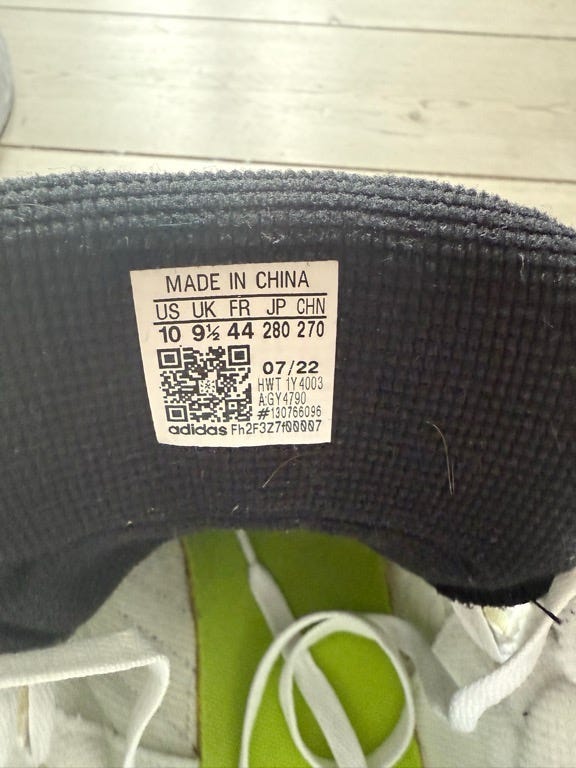 MADE IN CHINA
US UK FR JP CHN
10 9½ 44 280 270
07/22
HWT 1Y4003
A:GY4790
#130766096
adidas Fh2F3Z7f00007